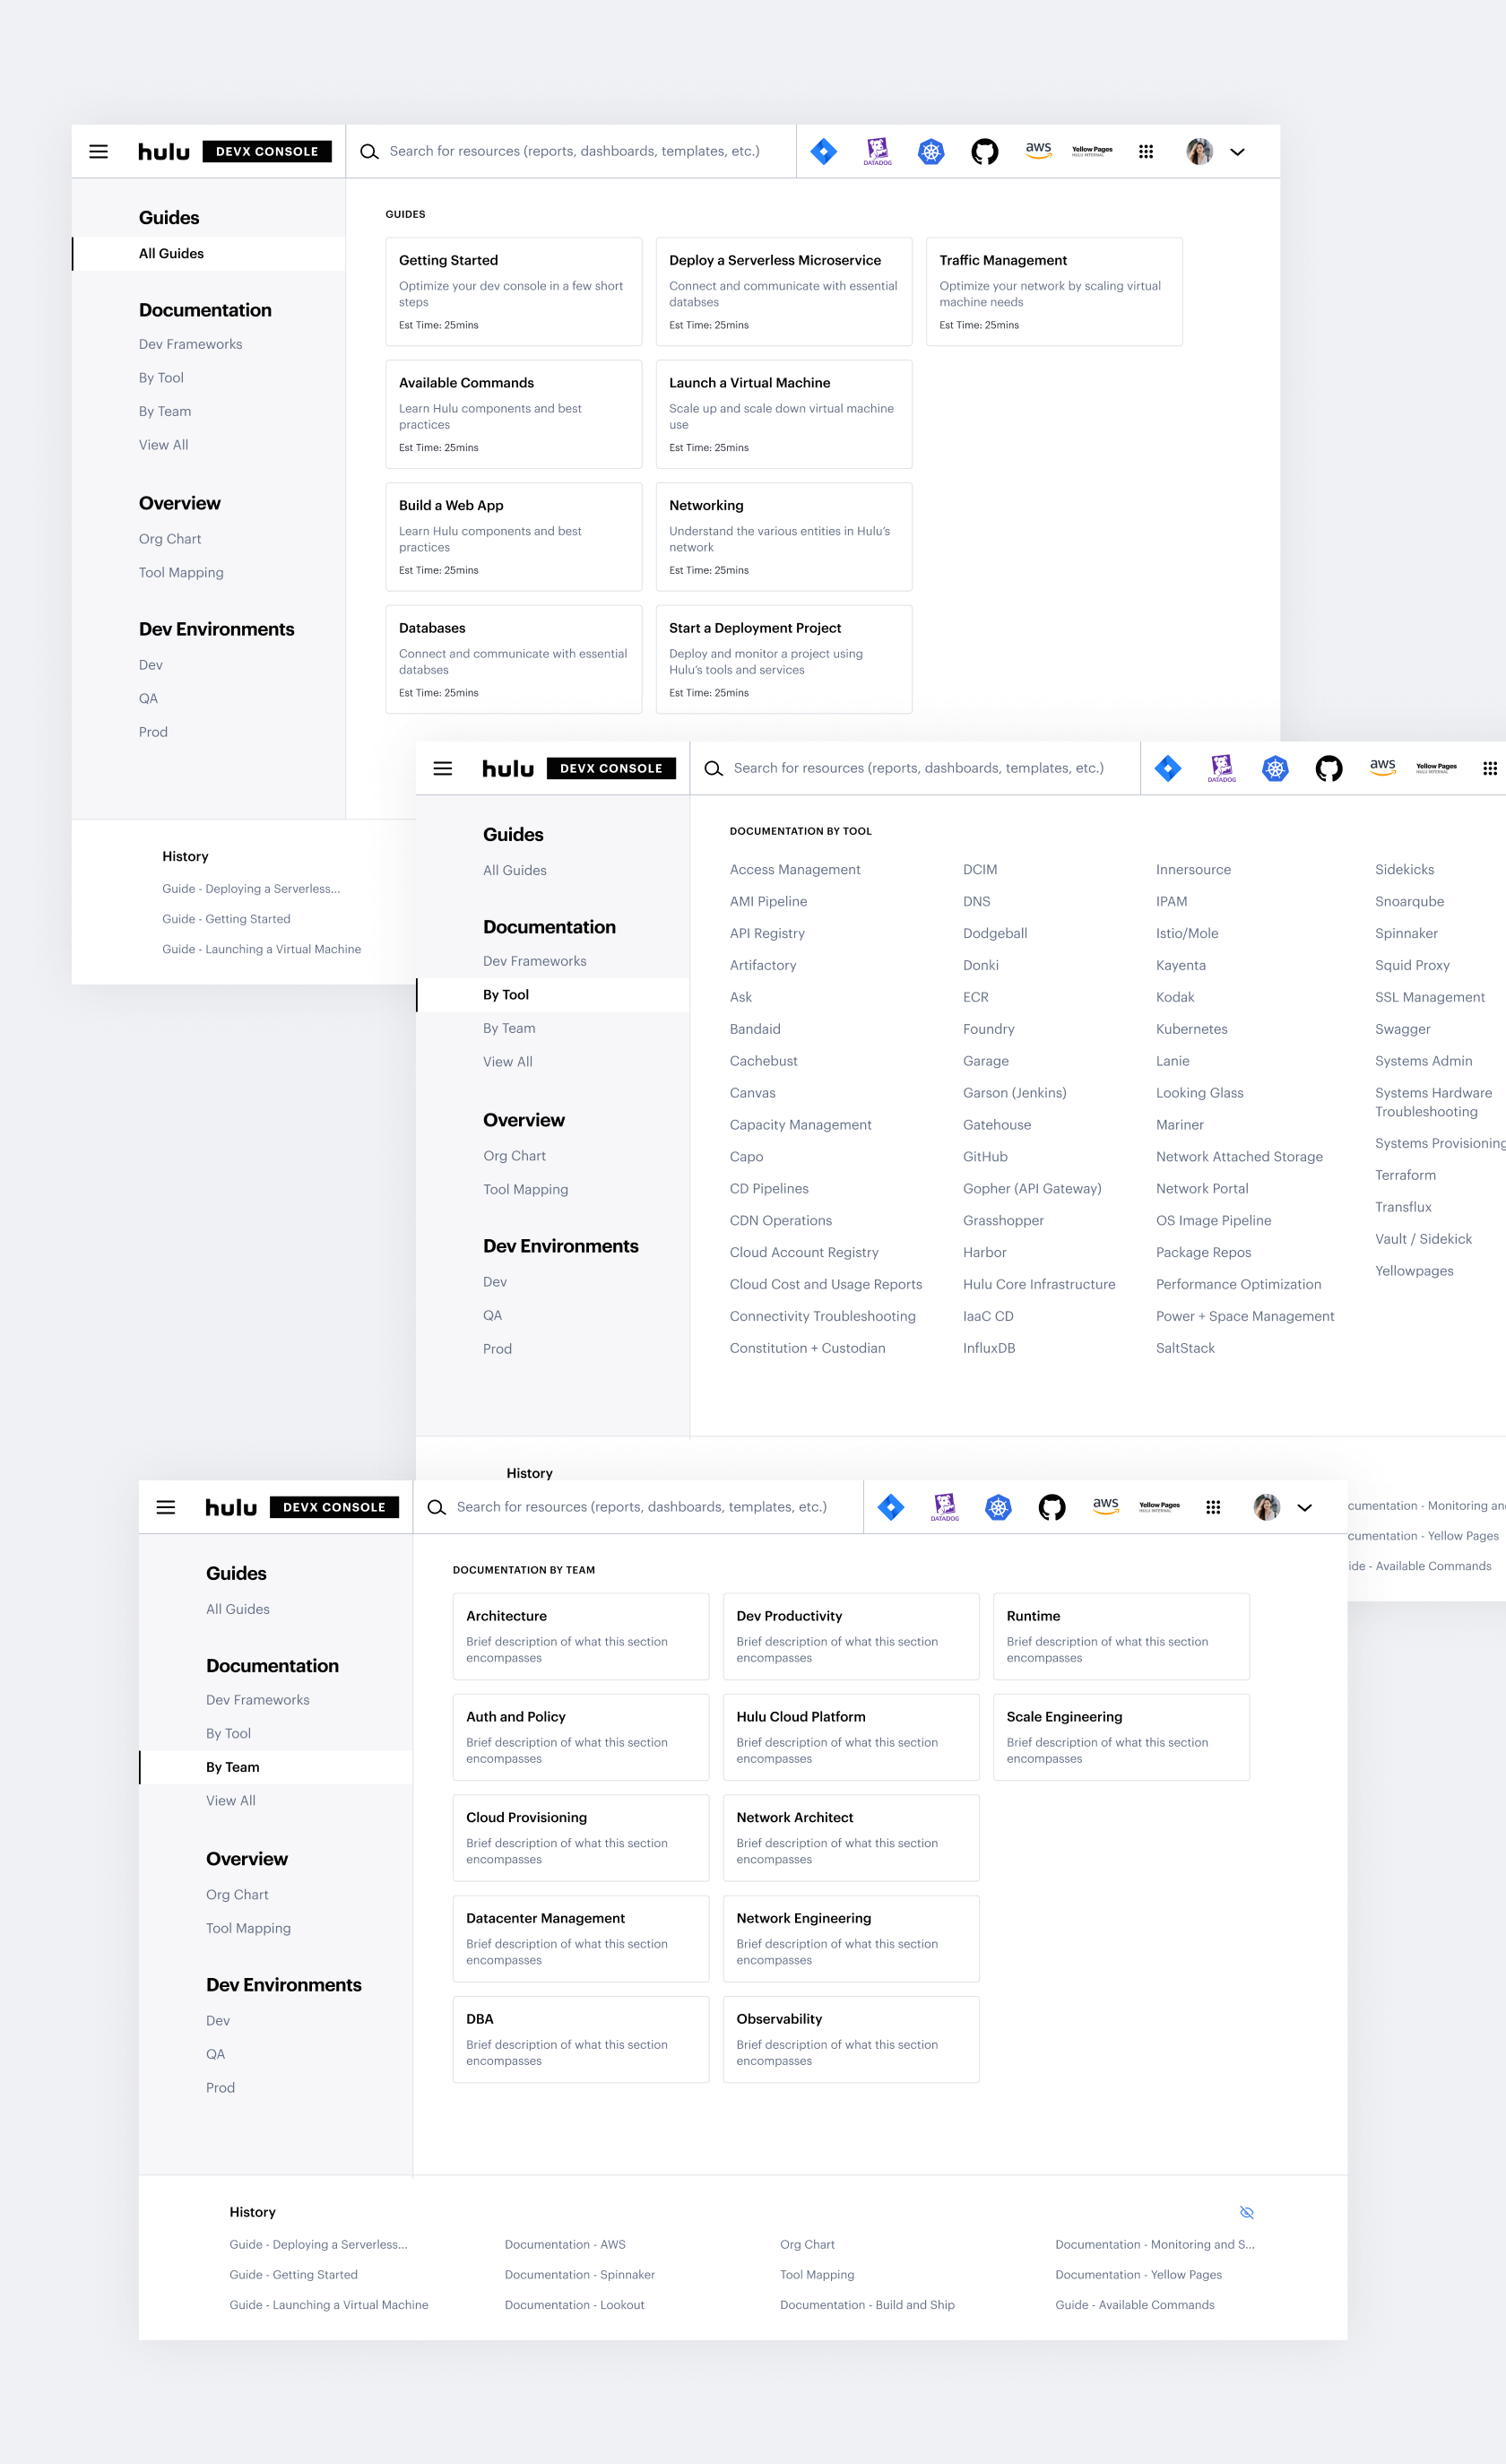 hulu DEVX CONSOLE
Search for resources (reports, dashboards, templates, etc.)
DATADOG
aws
Yellow Pages
HULU INTERNAL
Guides
All Guides
Documentation
Dev Frameworks
By Tool
By Team
View All
Overview
Org Chart
Tool Mapping
Dev Environments
Dev
QA
Prod
GUIDES
Getting Started
Optimize your dev console in a few short
steps
Est Time: 25mins
Deploy a Serverless Microservice
Connect and communicate with essential
databses
Est Time: 25mins
Traffic Management
Optimize your network by scaling virtual
machine needs
Est Time: 25mins
Available Commands
Learn Hulu components and best
practices
Est Time: 25mins
Launch a Virtual Machine
Scale up and scale down virtual machine
use
Est Time: 25mins
Build a Web App
Learn Hulu components and best
practices
Est Time: 25mins
Networking
Understand the various entities in Hulu’s
network
Est Time: 25mins
Databases
Connect and communicate with essential
databses
Est Time: 25mins
Start a Deployment Project
Deploy and monitor a project using
Hulu’s tools and services
Est Time: 25mins
History
Guide - Deploying a Serverless...
Guide - Getting Started
Guide - Launching a Virtual Machine
hulu DEVX CONSOLE
Search for resources (reports, dashboards, templates, etc.)
DATADOG
aws
Yellow Pages
HULU INTERNAL
Guides
All Guides
Documentation
Dev Frameworks
By Tool
By Team
View All
Overview
Org Chart
Tool Mapping
Dev Environments
Dev
QA
Prod
DOCUMENTATION BY TOOL
Access Management
AMI Pipeline
API Registry
Artifactory
Ask
Bandaid
Cachebust
Canvas
Capacity Management
Capo
CD Pipelines
CDN Operations
Cloud Account Registry
Cloud Cost and Usage Reports
Connectivity Troubleshooting
Constitution + Custodian
DCIM
DNS
Dodgeball
Donki
ECR
Foundry
Garage
Garson (Jenkins)
Gatehouse
GitHub
Gopher (API Gateway)
Grasshopper
Harbor
Hulu Core Infrastructure
IaaC CD
InfluxDB
Innersource
IPAM
Istio/Mole
Kayenta
Kodak
Kubernetes
Lanie
Looking Glass
Mariner
Network Attached Storage
Network Portal
OS Image Pipeline
Package Repos
Performance Optimization
Power + Space Management
SaltStack
Sidekicks
Snoarqube
Spinnaker
Squid Proxy
SSL Management
Swagger
Systems Admin
Systems Hardware
Troubleshooting
Systems Provisioning
Terraform
Transflux
Vault / Sidekick
Yellowpages
History
cumentation - Monitoring an
cumentation - Yellow Pages
ide - Available Commands
hulu DEVX CONSOLE
Search for resources (reports, dashboards, templates, etc.)
DATADOG
aws
Yellow Pages
HULU INTERNAL
Guides
All Guides
Documentation
Dev Frameworks
By Tool
By Team
View All
Overview
Org Chart
Tool Mapping
Dev Environments
Dev
QA
Prod
DOCUMENTATION BY TEAM
Architecture
Brief description of what this section
encompasses
Dev Productivity
Brief description of what this section
encompasses
Runtime
Brief description of what this section
encompasses
Auth and Policy
Brief description of what this section
encompasses
Hulu Cloud Platform
Brief description of what this section
encompasses
Scale Engineering
Brief description of what this section
encompasses
Cloud Provisioning
Brief description of what this section
encompasses
Network Architect
Brief description of what this section
encompasses
Datacenter Management
Brief description of what this section
encompasses
Network Engineering
Brief description of what this section
encompasses
DBA
Brief description of what this section
encompasses
Observability
Brief description of what this section
encompasses
History
Guide - Deploying a Serverless...
Guide - Getting Started
Guide - Launching a Virtual Machine
Documentation - AWS
Documentation - Spinnaker
Documentation - Lookout
Org Chart
Tool Mapping
Documentation - Build and Ship
Documentation - Monitoring and S...
Documentation - Yellow Pages
Guide - Available Commands